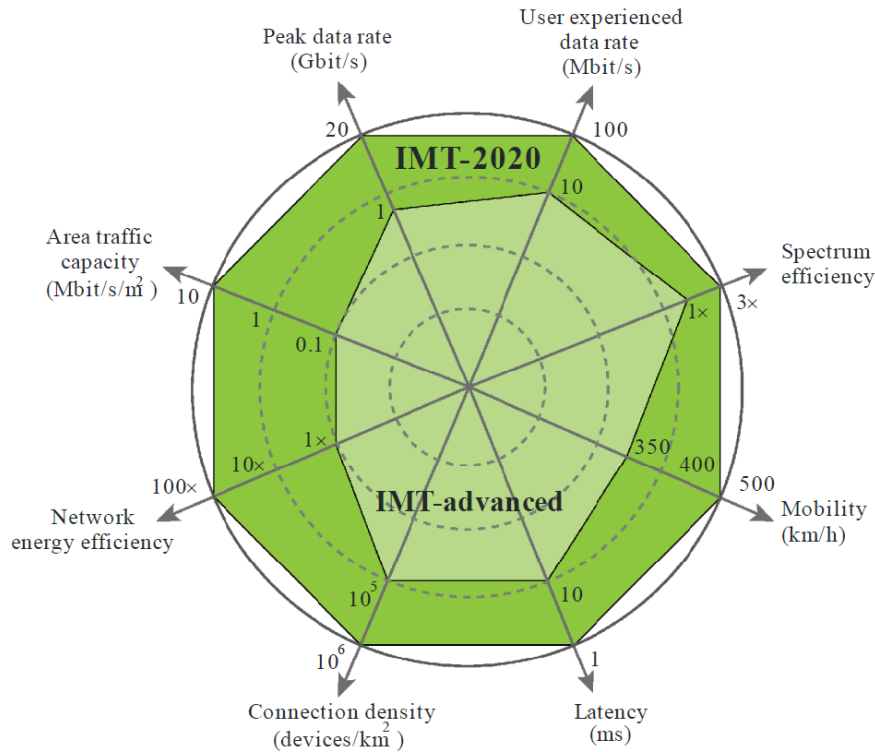 Peak data rate
(Gbit/s)
User experienced
data rate
(Mbit/s)
20
100
IMT-2020
1
10
Area traffic
capacity
(Mbit/s/m²)
Spectrum
efficiency
10
1
0.1
1×
3×
1×
10×
100×
350
400
500
Network
energy efficiency
IMT-advanced
Mobility
(km/h)
10⁵
10
10⁶
1
Connection density
(devices/km²)
Latency
(ms)